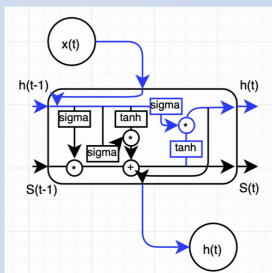 x(t)
h(t-1)
h(t)
sigma
sigma
tanh
sigma
*
*
tanh
*
+
S(t-1)
S(t)
h(t)